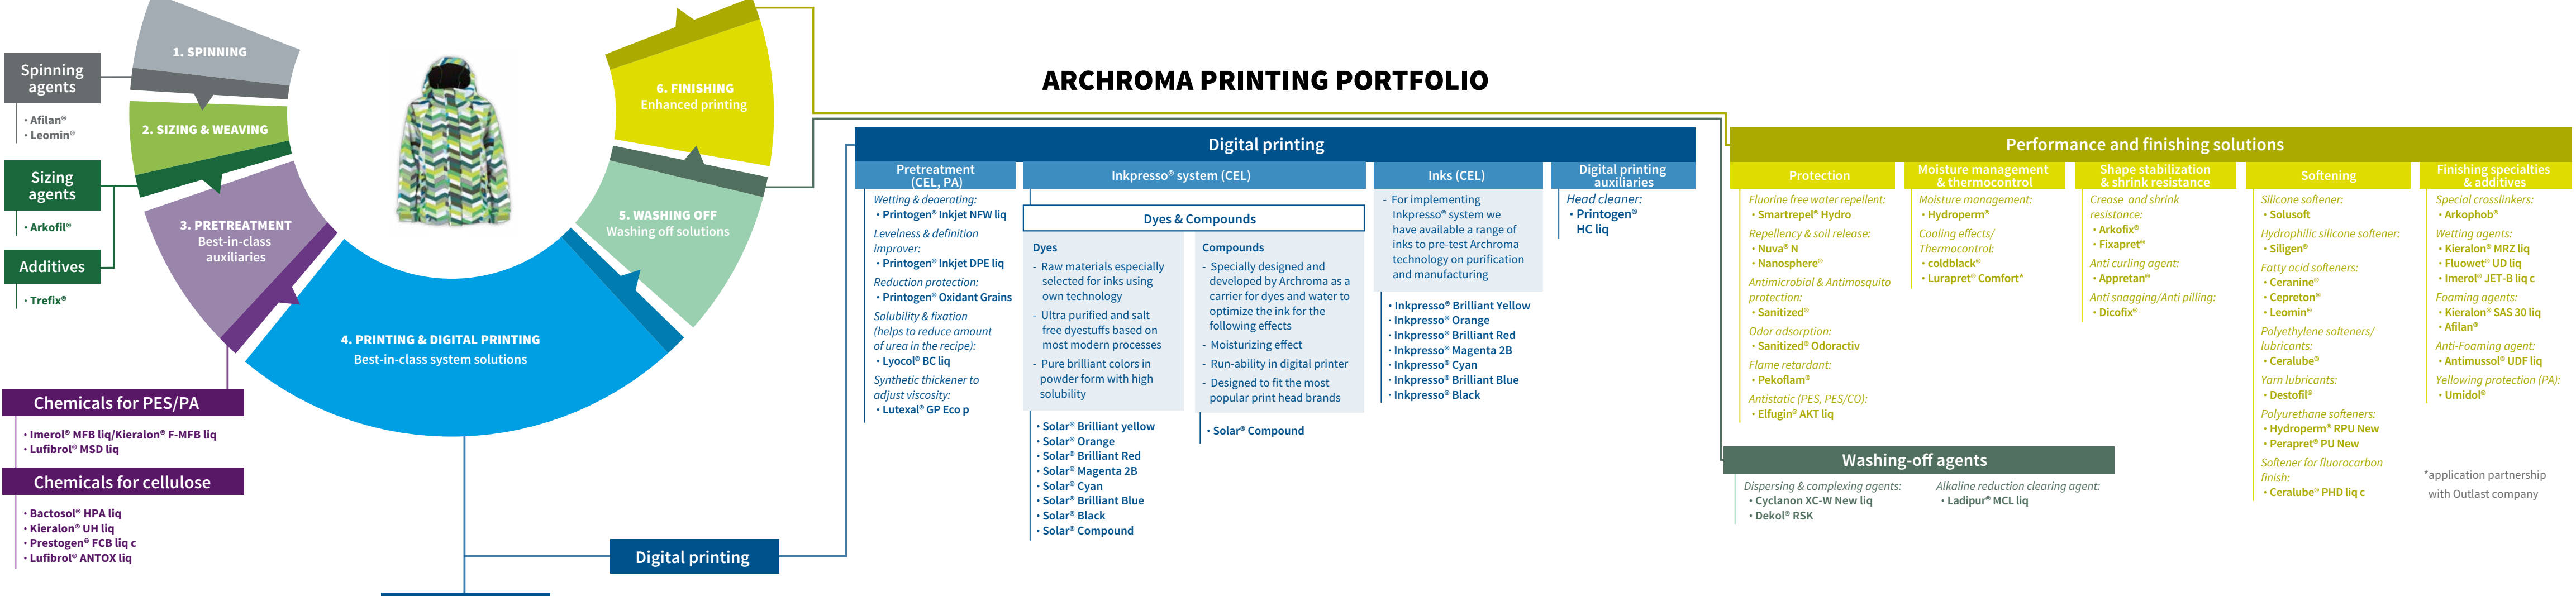 1. SPINNING
Spinning
agents
· Afilan®
· Leomin®
2. SIZING & WEAVING
Sizing
agents
· Arkofil®
Additives
· Trefix®
3. PRETREATMENT
Best-in-class
auxiliaries
Chemicals for PES/PA
· Imerol® MFB liq/Kieralon® F-MFB liq
· Lufibrol® MSD liq
Chemicals for cellulose
· Bactosol® HPA liq
· Kieralon® UH liq
· Prestogen® FCB liq c
· Lufibrol® ANTOX liq
4. PRINTING & DIGITAL PRINTING
Best-in-class system solutions
5. WASHING OFF
Washing off solutions
6. FINISHING
Enhanced printing
Digital printing
ARCHROMA PRINTING PORTFOLIO
Digital printing
Pretreatment
(CEL, PA)
Wetting & deaerating:
· Printogen® Inkjet NFW liq
Levelness & definition
improver:
· Printogen® Inkjet DPE liq
Reduction protection:
· Printogen® Oxidant Grains
Solubility & fixation
(helps to reduce amount
of urea in the recipe):
· Lyocol® BC liq
Synthetic thickener to
adjust viscosity:
· Lutexal® GP Eco p
Inkpresso® system (CEL)
Dyes & Compounds
Dyes
- Raw materials especially
selected for inks using
own technology
- Ultra purified and salt
free dyestuffs based on
most modern processes
- Pure brilliant colors in
powder form with high
solubility
· Solar® Brilliant yellow
· Solar® Orange
· Solar® Brilliant Red
· Solar® Magenta 2B
· Solar® Cyan
· Solar® Brilliant Blue
· Solar® Black
· Solar® Compound
Compounds
- Specially designed and
developed by Archroma as a
carrier for dyes and water to
optimize the ink for the
following effects
- Moisturizing effect
- Run-ability in digital printer
- Designed to fit the most
popular print head brands
· Solar® Compound
Inks (CEL)
- For implementing
Inkpresso® system we
have available a range of
inks to pre-test Archroma
technology on purification
and manufacturing
· Inkpresso® Brilliant Yellow
· Inkpresso® Orange
· Inkpresso® Brilliant Red
· Inkpresso® Magenta 2B
· Inkpresso® Cyan
· Inkpresso® Brilliant Blue
· Inkpresso® Black
Digital printing
auxiliaries
Head cleaner:
· Printogen®
HC liq
Performance and finishing solutions
Protection
Fluorine free water repellent:
· Smartrepel® Hydro
Repellency & soil release:
· Nuva® N
· Nanosphere®
Antimicrobial & Antimosquito
protection:
· Sanitized®
Odor adsorption:
· Sanitized® Odoractiv
Flame retardant:
· Pekoflam®
Antistatic (PES, PES/CO):
· Elfugin® AKT liq
Moisture management
& thermocontrol
Moisture management:
· Hydroperm®
Cooling effects/
Thermocontrol:
· coldblack®
· Lurapret® Comfort*
Shape stabilization
& shrink resistance
Crease and shrink
resistance:
· Arkofix®
· Fixapret®
Anti curling agent:
· Appretan®
Anti snagging/Anti pilling:
· Dicofix®
Softening
Silicone softener:
· Solusoft
Hydrophilic silicone softener:
· Siligen®
Fatty acid softeners:
· Ceranine®
· Cepreton®
· Leomin®
Polyethylene softeners/
lubricants:
· Ceralube®
Yarn lubricants:
· Destofil®
Polyurethane softeners:
· Hydroperm® RPU New
· Perapret® PU New
Softener for fluorocarbon
finish:
· Ceralube® PHD liq c
Finishing specialties
& additives
Special crosslinkers:
· Arkophob®
Wetting agents:
· Kieralon® MRZ liq
· Fluowet® UD liq
· Imerol® JET-B liq c
Foaming agents:
· Kieralon® SAS 30 liq
· Afilan®
Anti-Foaming agent:
· Antimussol® UDF liq
Yellowing protection (PA):
· Umidol®
*application partnership
with Outlast company
Washing-off agents
Dispersing & complexing agents:
· Cyclanon XC-W New liq
· Dekol® RSK
Alkaline reduction clearing agent:
· Ladipur® MCL liq